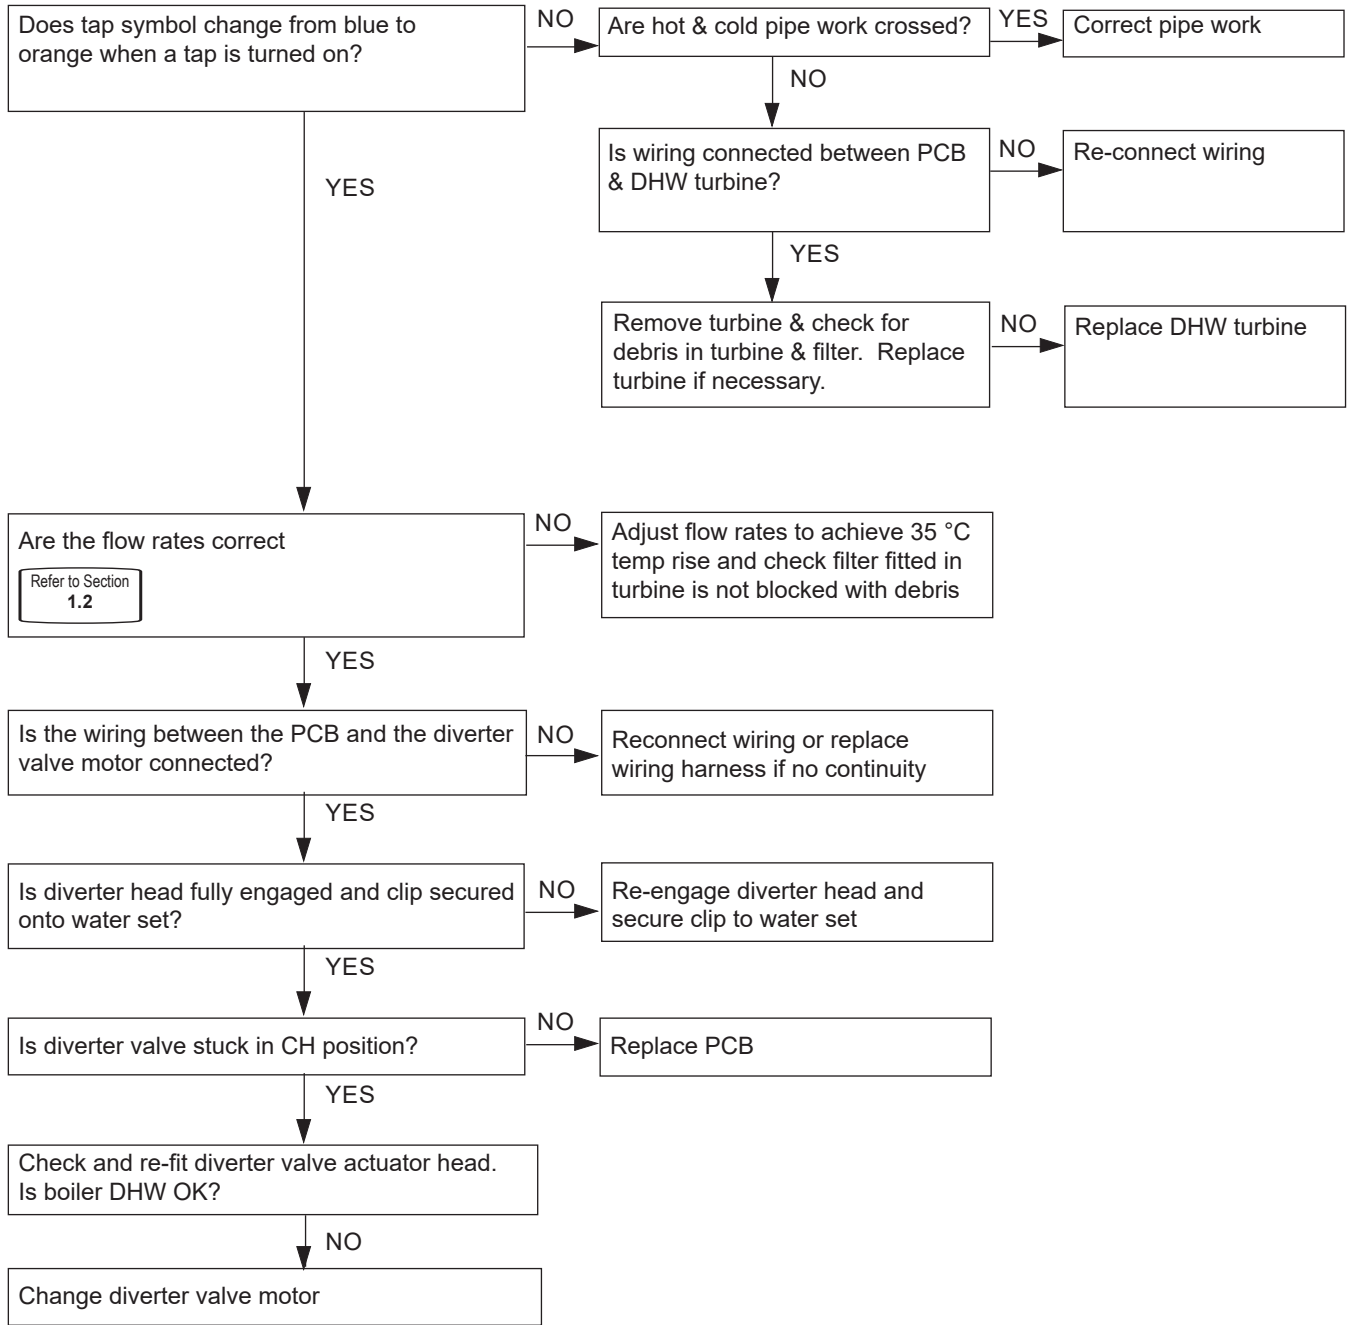 Does tap symbol change from blue to
orange when a tap is turned on?
NO
Are hot & cold pipe work crossed?
YES
Correct pipe work
NO
Is wiring connected between PCB
& DHW turbine?
NO
Re-connect wiring
YES
YES
Remove turbine & check for
debris in turbine & filter.  Replace
turbine if necessary.
NO
Replace DHW turbine
Are the flow rates correct
Refer to Section
1.2
NO
Adjust flow rates to achieve 35 °C
temp rise and check filter fitted in
turbine is not blocked with debris
YES
Is the wiring between the PCB and the diverter
valve motor connected?
NO
Reconnect wiring or replace
wiring harness if no continuity
YES
Is diverter head fully engaged and clip secured
onto water set?
NO
Re-engage diverter head and
secure clip to water set
YES
Is diverter valve stuck in CH position?
NO
Replace PCB
YES
Check and re-fit diverter valve actuator head.
Is boiler DHW OK?
NO
Change diverter valve motor